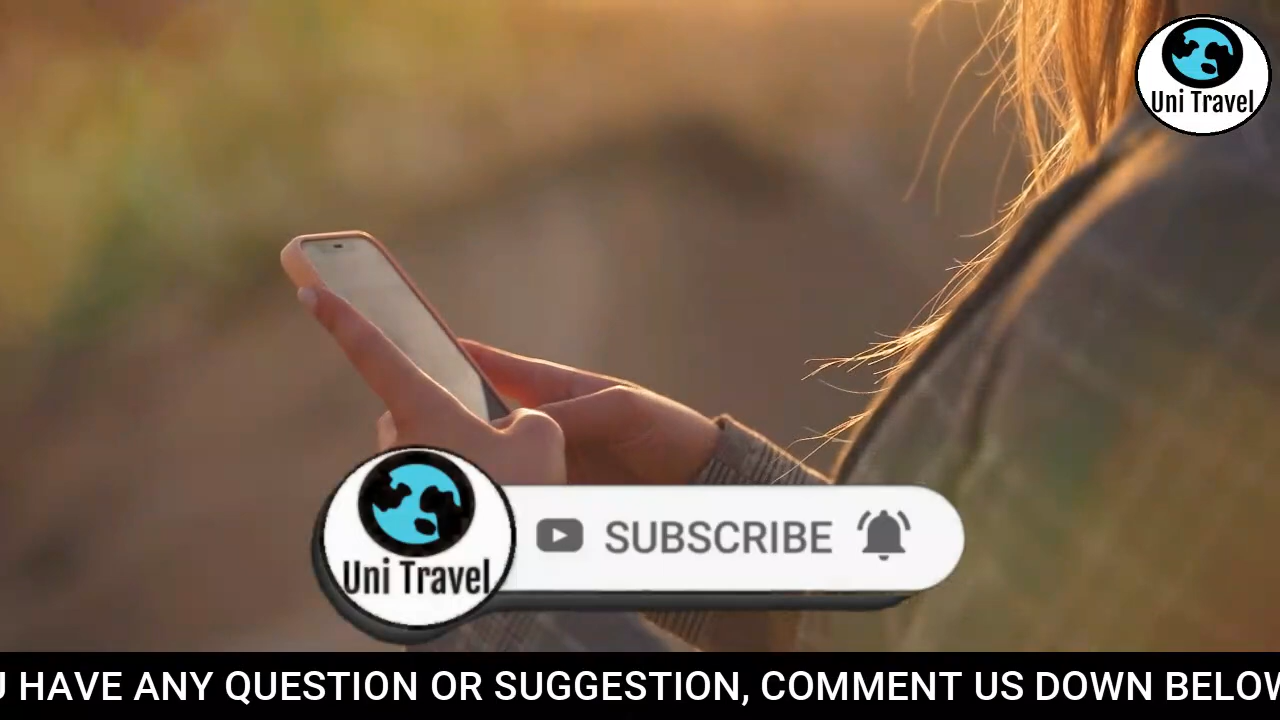 Uni Travel
Uni Travel
SUBSCRIBE
HAVE ANY QUESTION OR SUGGESTION, COMMENT US DOWN BELOW